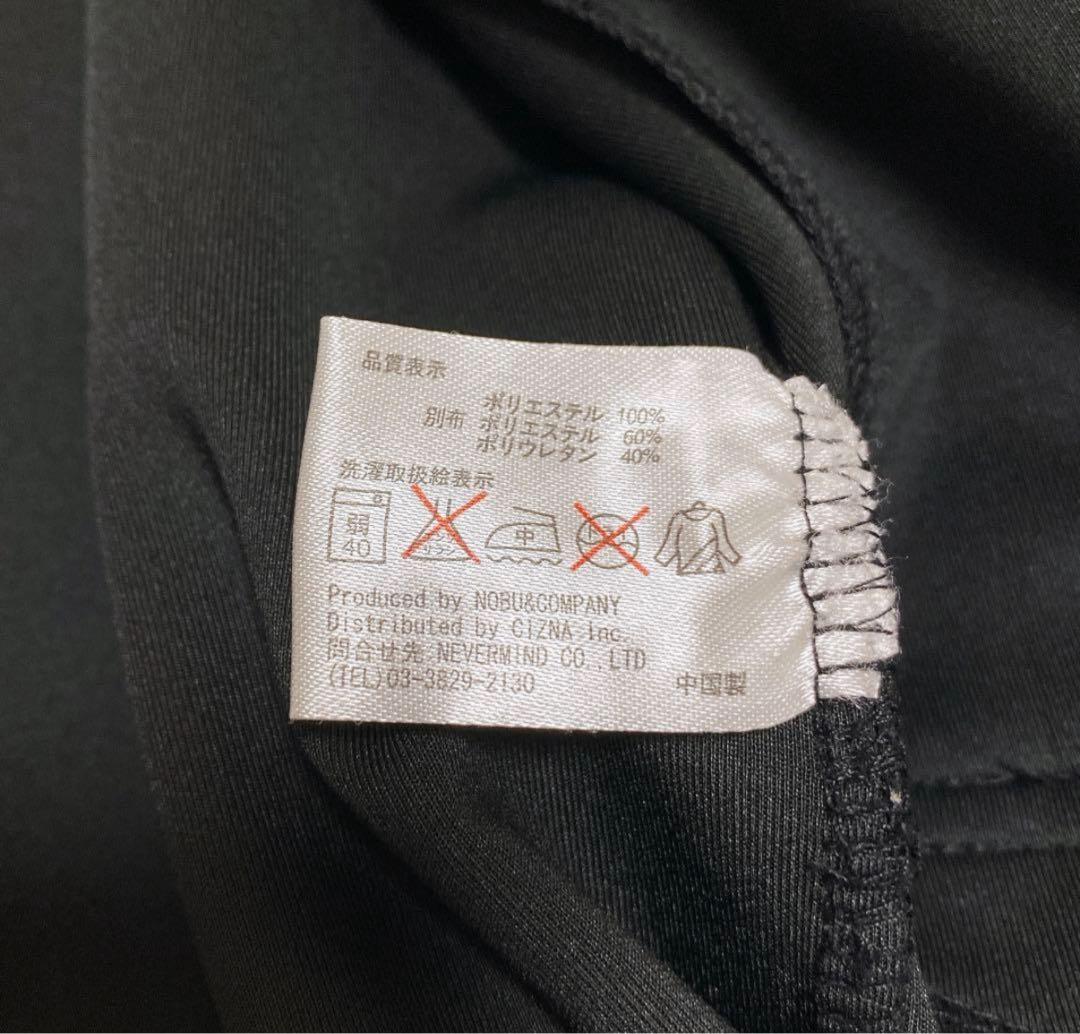 品質表示
ポリエステル 100%
別布 ポリエステル 60%
ポリウレタン 40%
洗濯取扱絵表示
弱 40 中
Produced by NOBU&COMPANY
Distributed by CIZNA Inc.
問合せ先 NEVERMIND CO.,LTD
(TEL)03-3829-2130 中国製